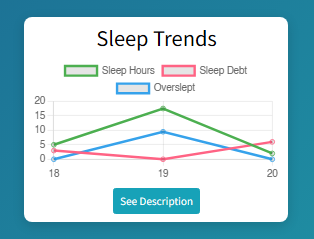 Sleep Trends
Sleep Hours Sleep Debt
Overslept
20
15
10
5
0
18 19 20
See Description